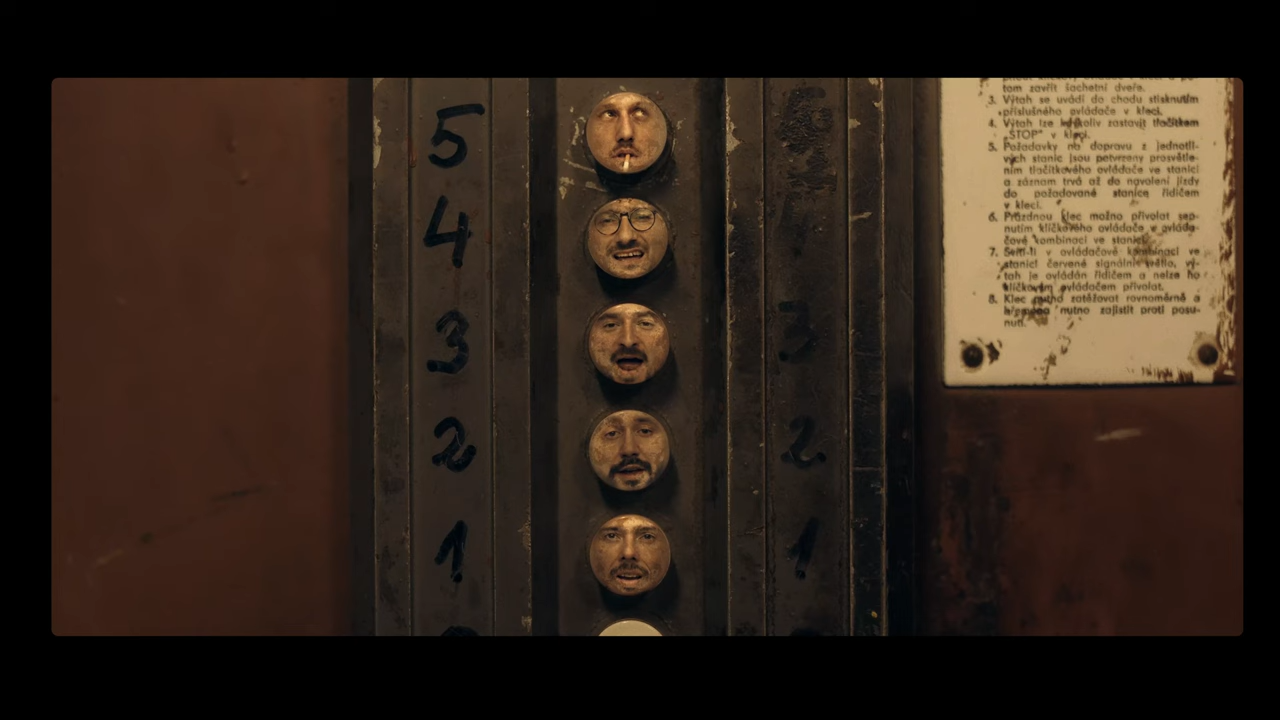 5
4
3
2
1
5
3
2
1
tom zavřít šachetní dveře.
3. Výtah se uvádí do chodu stisknutím
příslušného ovládače v kleci.
4. Výtah lze kdykoliv zastavit tlačítkem
„STOP" v kleci.
5. Požadavky na dopravu z jednotli-
vých stanic jsou potvrzeny prosvětle-
ním tlačítkového ovládače ve stanici
a záznam trvá až do navolení jízdy
do požadované stanice řidičem
v kleci.
6. Prázdnou klec možno přivolat sep-
nutím klíčkového ovládače v ovláda-
čové kombinaci ve stanici.
7. Svítí-li v ovládačové kombinaci ve
stanici červené signální světlo, vý-
tah je ovládán řidičem a nelze ho
klíčkovým ovládačem přivolat.
8. Klec nutno zatěžovat rovnoměrně a
břemena nutno zajistit proti posu-
nutí.